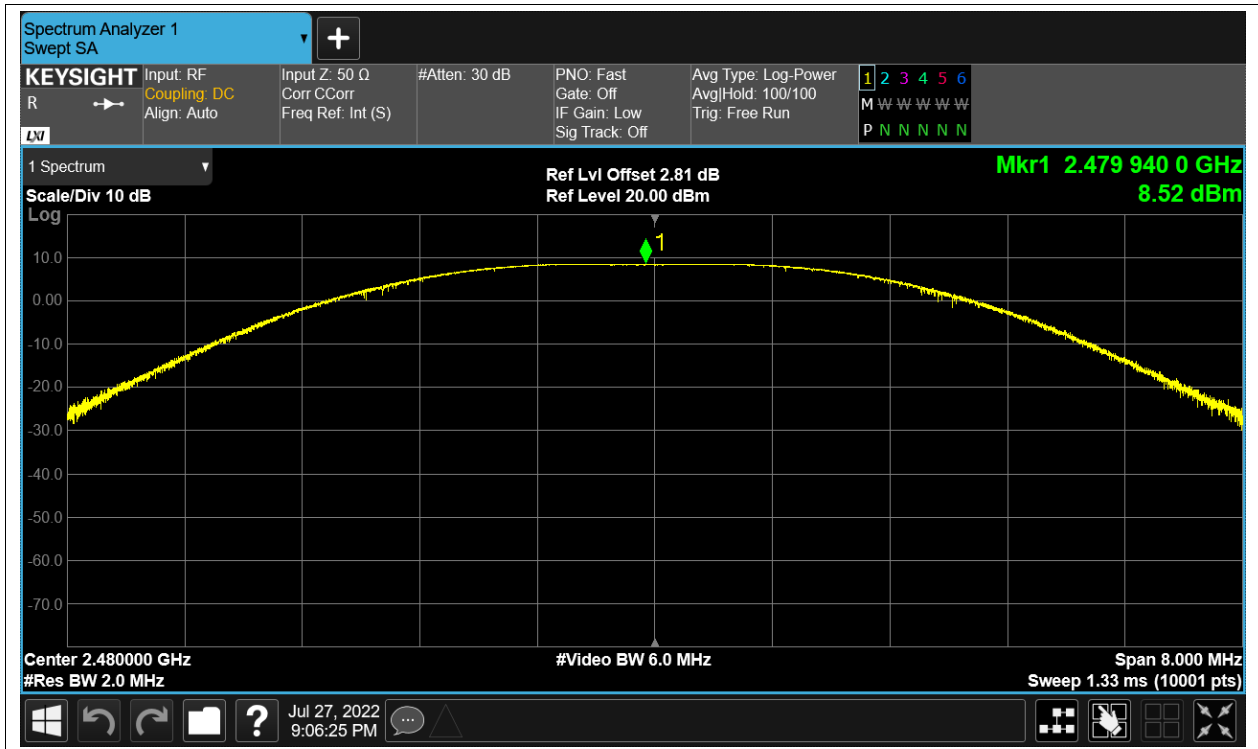 Spectrum Analyzer 1
Swept SA
+
KEYSIGHT
R
LXI
Input: RF
Coupling: DC
Align: Auto
Input Z: 50 Ω
Corr CCorr
Freq Ref: Int (S)
#Atten: 30 dB
PNO: Fast
Gate: Off
IF Gain: Low
Sig Track: Off
Avg Type: Log-Power
Avg|Hold: 100/100
Trig: Free Run
1 2 3 4 5 6
M W W W W W
P N N N N N
1 Spectrum
Scale/Div 10 dB
Ref Lvl Offset 2.81 dB
Ref Level 20.00 dBm
Mkr1 2.479 940 0 GHz
8.52 dBm
Log
1
10.0
0.00
-10.0
-20.0
-30.0
-40.0
-50.0
-60.0
-70.0
Center 2.480000 GHz
#Res BW 2.0 MHz
#Video BW 6.0 MHz
Span 8.000 MHz
Sweep 1.33 ms (10001 pts)
?
Jul 27, 2022
9:06:25 PM